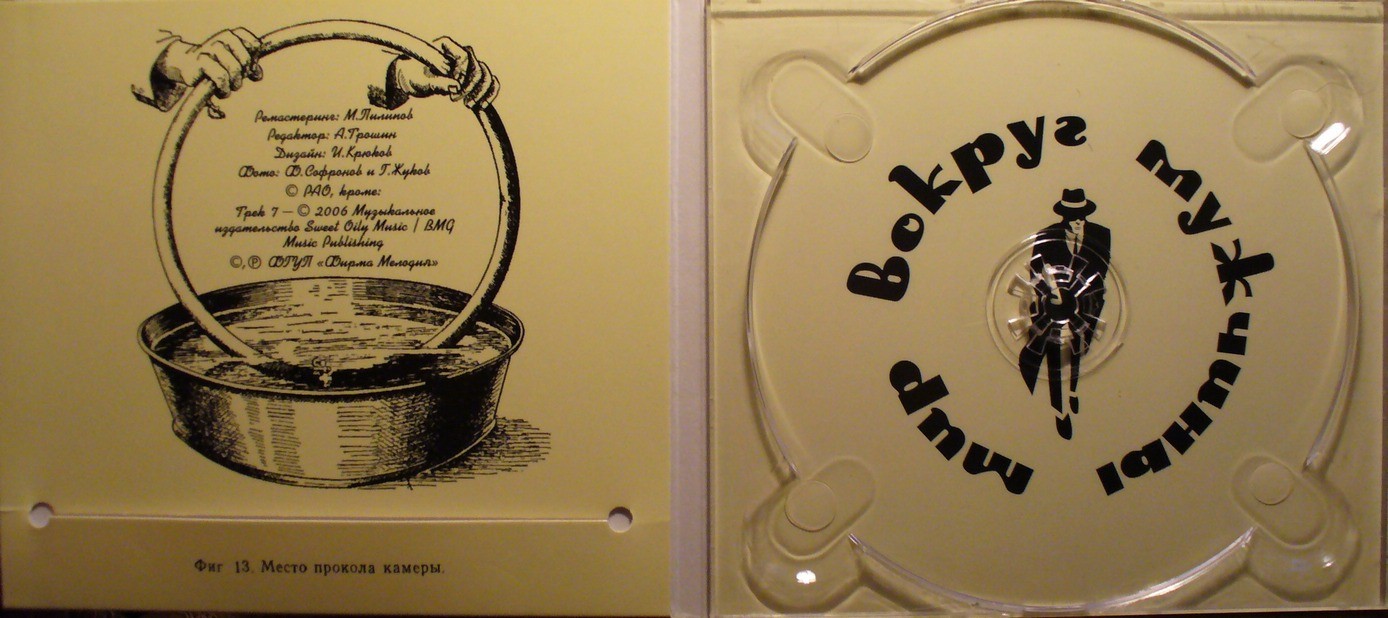 Ремастеринг: М.Пилипов
Редактор: А.Трошин
Дизайн: И.Крюков
Фото: Ф.Софронов и Г.Жуков
© РАО, кроме:
Трек 7 — © 2006 Музыкальное
издательство Sweet Oily Music | BMG
Music Publishing
©,℗ ФГУП «Фирма Мелодия»
Фиг 13. Место прокола камеры.
Мир Вокруг Мужчины